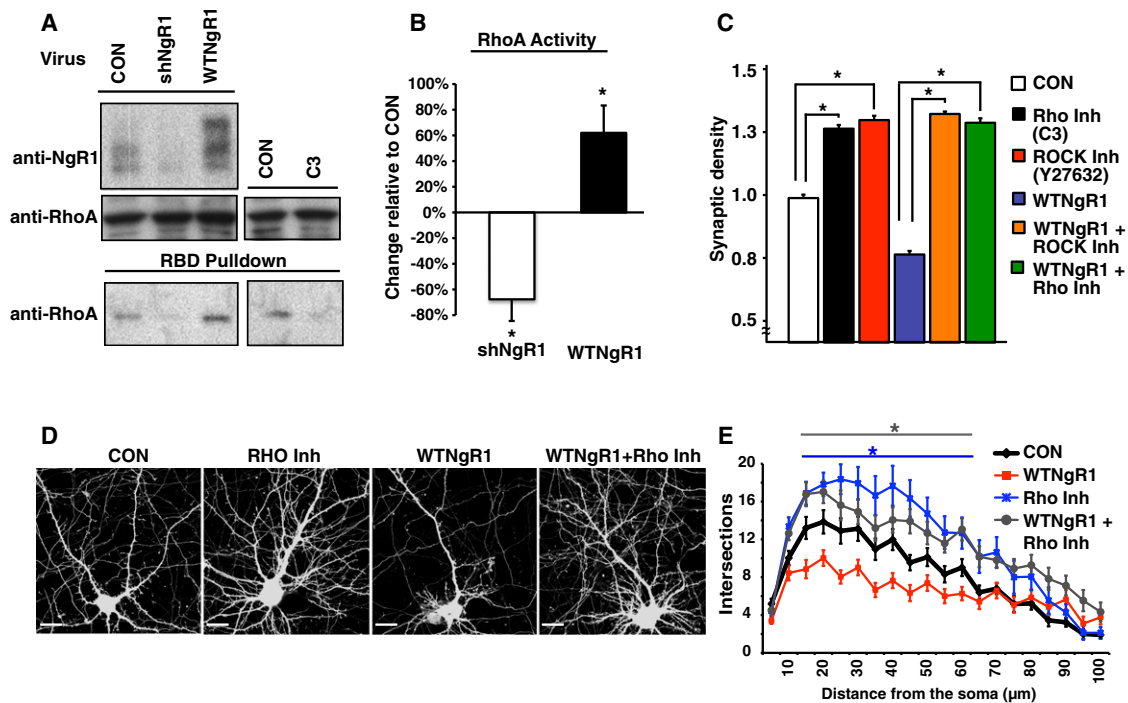 A
Virus
CON
shNgR1
WTNgR1
anti-NgR1
CON
C3
anti-RhoA
RBD Pulldown
anti-RhoA
B
RhoA Activity
Change relative to CON
100%
80%
60%
40%
20%
0%
-20%
-40%
-60%
-80%
*
*
shNgR1
WTNgR1
C
Synaptic density
1.5
1.3
1.0
0.8
0.5
*
*
*
*
CON
Rho Inh
(C3)
ROCK Inh
(Y27632)
WTNgR1
WTNgR1 +
ROCK Inh
WTNgR1 +
Rho Inh
D
CON
RHO Inh
WTNgR1
WTNgR1+Rho Inh
E
*
*
CON
WTNgR1
Rho Inh
WTNgR1 +
Rho Inh
Intersections
20
16
12
8
4
0
10
20
30
40
50
60
70
80
90
100
Distance from the soma (µm)